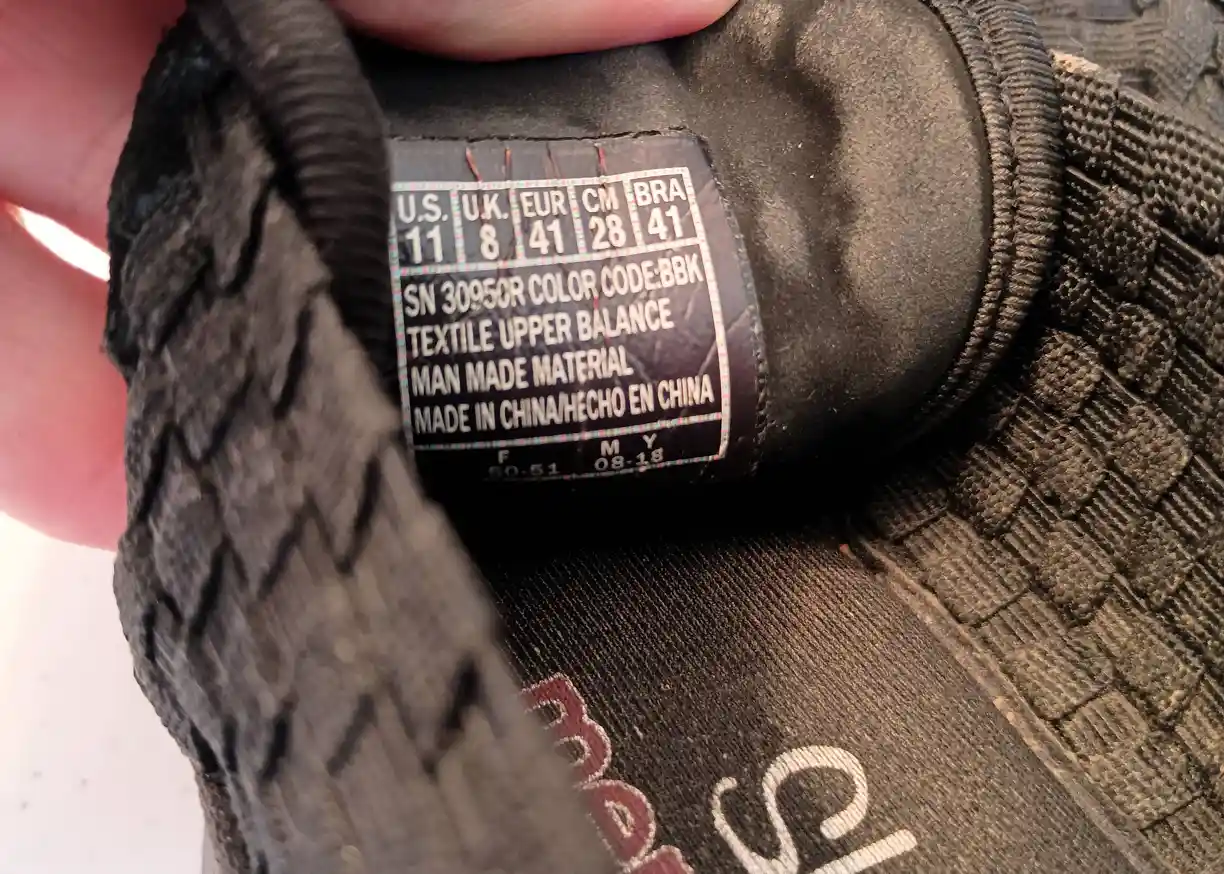 U.S. U.K. EUR CM BRA
11 8 41 28 41
SN 30950R COLOR CODE:BBK
TEXTILE UPPER BALANCE
MAN MADE MATERIAL
MADE IN CHINA/HECHO EN CHINA
F M Y
50-51 08-18